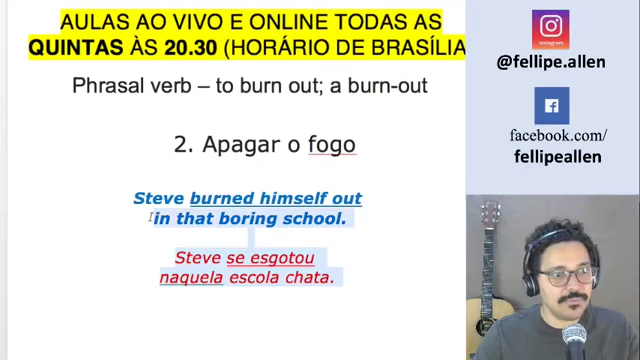 AULAS AO VIVO E ONLINE TODAS AS
QUINTAS ÀS 20.30 (HORÁRIO DE BRASÍLIA
Phrasal verb – to burn out; a burn-out
2. Apagar o fogo
Steve burned himself out
in that boring school.
Steve se esgotou
naquela escola chata.
Instagram
@fellipe.allen
facebook.com/
fellipeallen